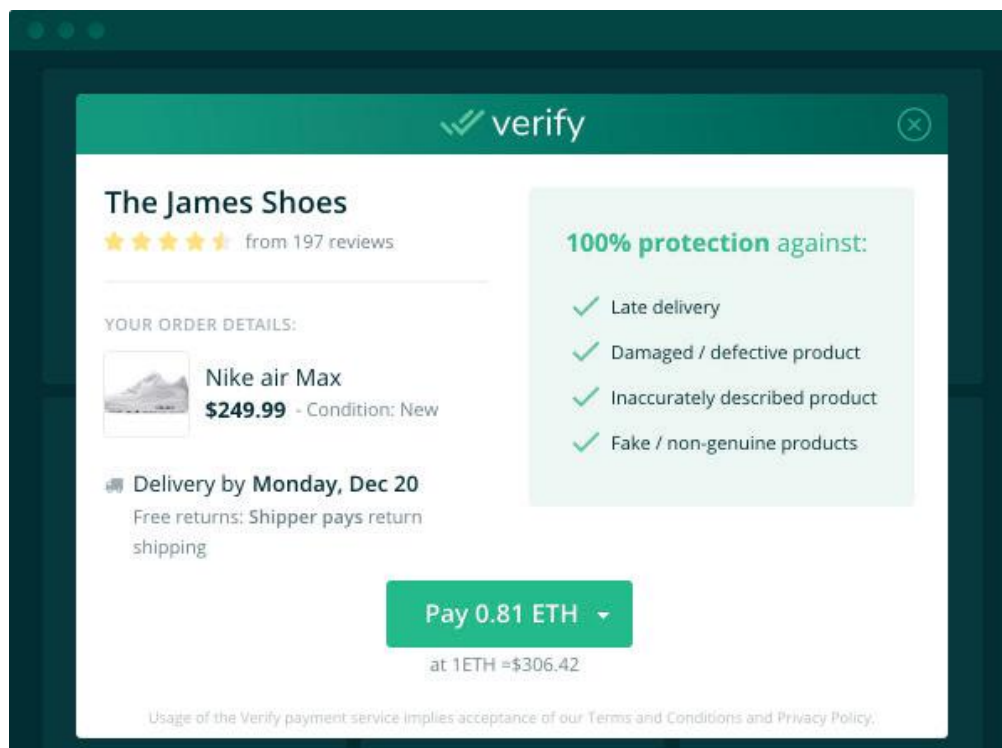 verify
The James Shoes
from 197 reviews
YOUR ORDER DETAILS:
Nike air Max
$249.99 - Condition: New
Delivery by Monday, Dec 20
Free returns: Shipper pays return
shipping
100% protection against:
Late delivery
Damaged / defective product
Inaccurately described product
Fake / non-genuine products
Pay 0.81 ETH
at 1ETH =$306.42
Usage of the Verify payment service implies acceptance of our Terms and Conditions and Privacy Policy.